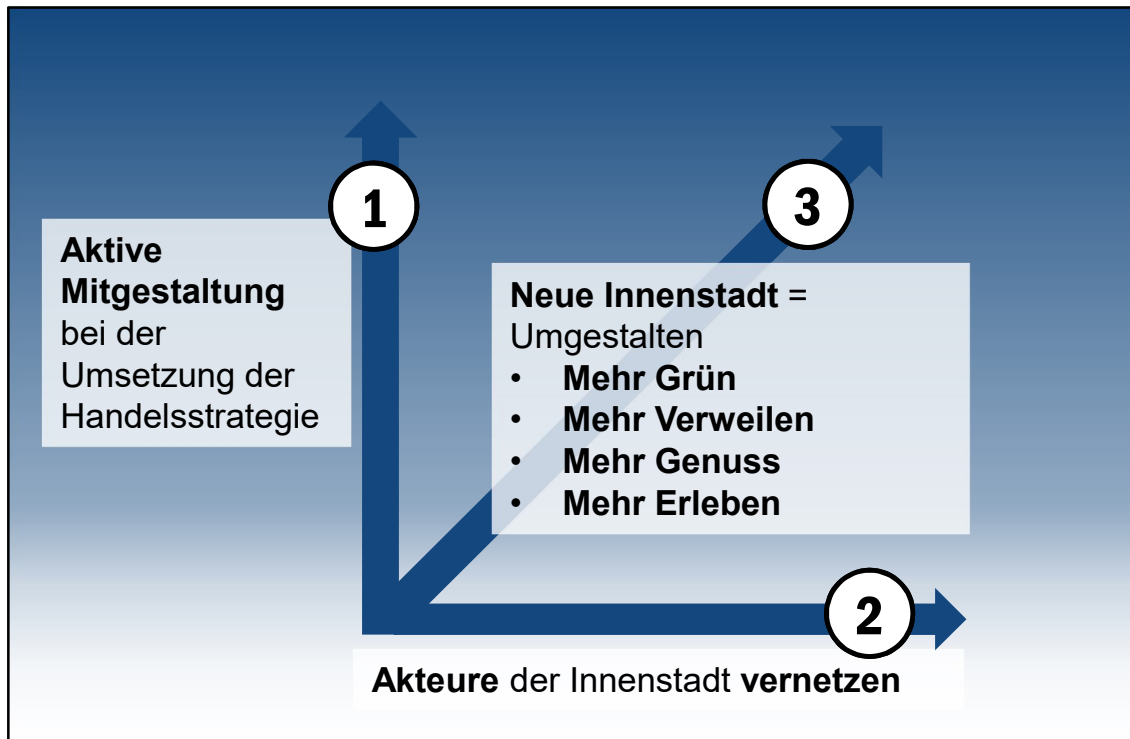 1
Aktive
Mitgestaltung
bei der
Umsetzung der
Handelsstrategie
3
Neue Innenstadt =
Umgestalten
• Mehr Grün
• Mehr Verweilen
• Mehr Genuss
• Mehr Erleben
2
Akteure der Innenstadt vernetzen